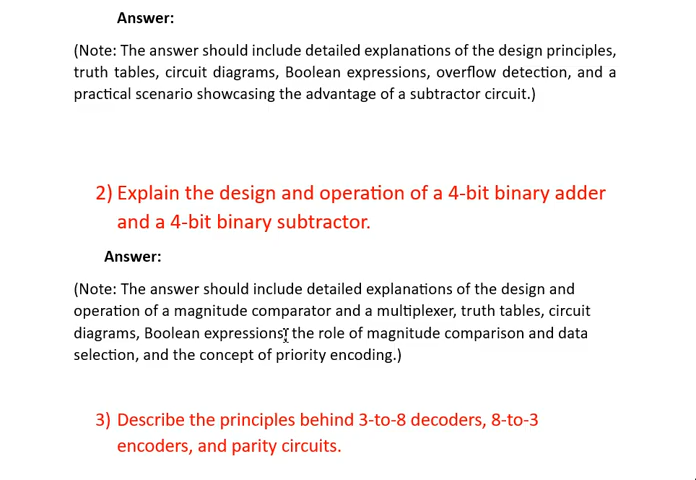 Answer:
(Note: The answer should include detailed explanations of the design principles,
truth tables, circuit diagrams, Boolean expressions, overflow detection, and a
practical scenario showcasing the advantage of a subtractor circuit.)
2) Explain the design and operation of a 4-bit binary adder
and a 4-bit binary subtractor.
Answer:
(Note: The answer should include detailed explanations of the design and
operation of a magnitude comparator and a multiplexer, truth tables, circuit
diagrams, Boolean expressions, the role of magnitude comparison and data
selection, and the concept of priority encoding.)
3) Describe the principles behind 3-to-8 decoders, 8-to-3
encoders, and parity circuits.